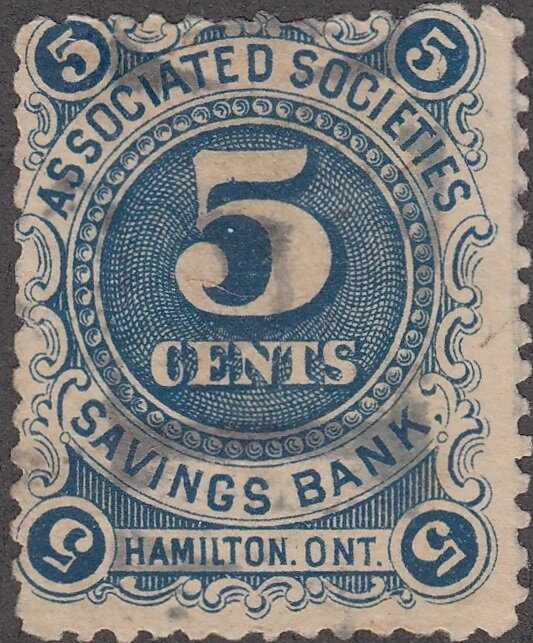 5 5
ASSOCIATED SOCIETIES
5
CENTS
SAVINGS BANK.
5 HAMILTON. ONT. 5